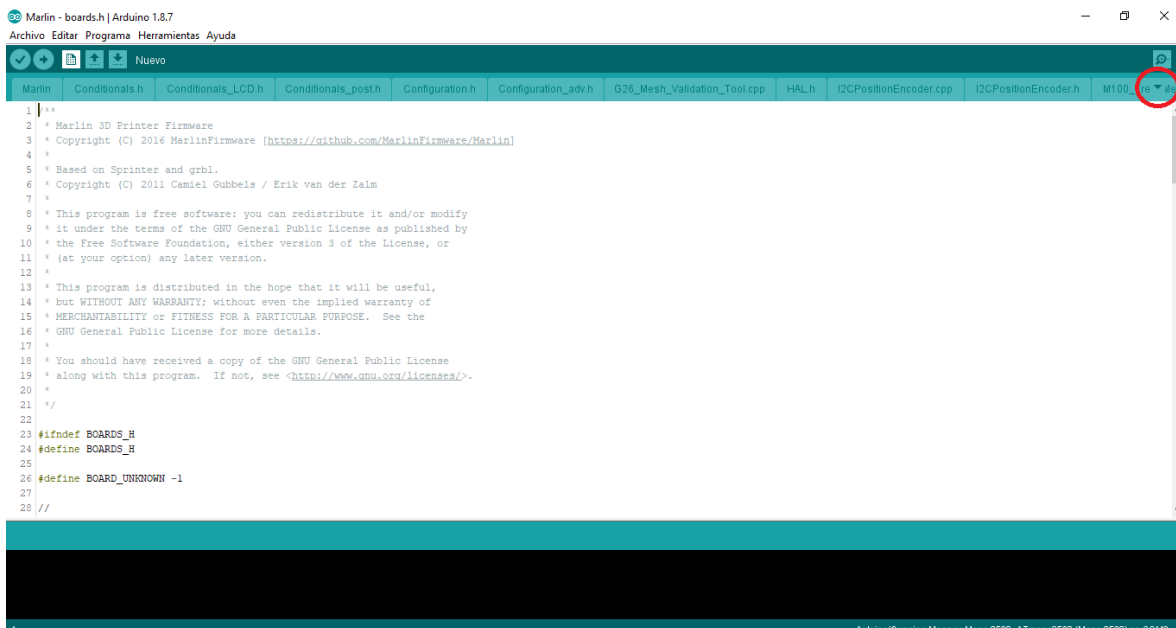 Marlin - boards.h | Arduino 1.8.7
Archivo Editar Programa Herramientas Ayuda
Nuevo
Marlin Conditionals.h Conditionals_LCD.h Conditionals_post.h Configuration.h Configuration_adv.h G26_Mesh_Validation_Tool.cpp HAL.h I2CPositionEncoder.cpp I2CPositionEncoder.h
1 /**
2 * Marlin 3D Printer Firmware
3 * Copyright (C) 2016 MarlinFirmware [https://github.com/MarlinFirmware/Marlin]
4 *
5 * Based on Sprinter and grbl.
6 * Copyright (C) 2011 Camiel Gubbels / Erik van der Zalm
7 *
8 * This program is free software: you can redistribute it and/or modify
9 * it under the terms of the GNU General Public License as published by
10 * the Free Software Foundation, either version 3 of the License, or
11 * (at your option) any later version.
12 *
13 * This program is distributed in the hope that it will be useful,
14 * but WITHOUT ANY WARRANTY; without even the implied warranty of
15 * MERCHANTABILITY or FITNESS FOR A PARTICULAR PURPOSE.  See the
16 * GNU General Public License for more details.
17 *
18 * You should have received a copy of the GNU General Public License
19 * along with this program.  If not, see <http://www.gnu.org/licenses/>.
20 *
21 */
22
23 #ifndef BOARDS_H
24 #define BOARDS_H
25
26 #define BOARD_UNKNOWN -1
27
28 //